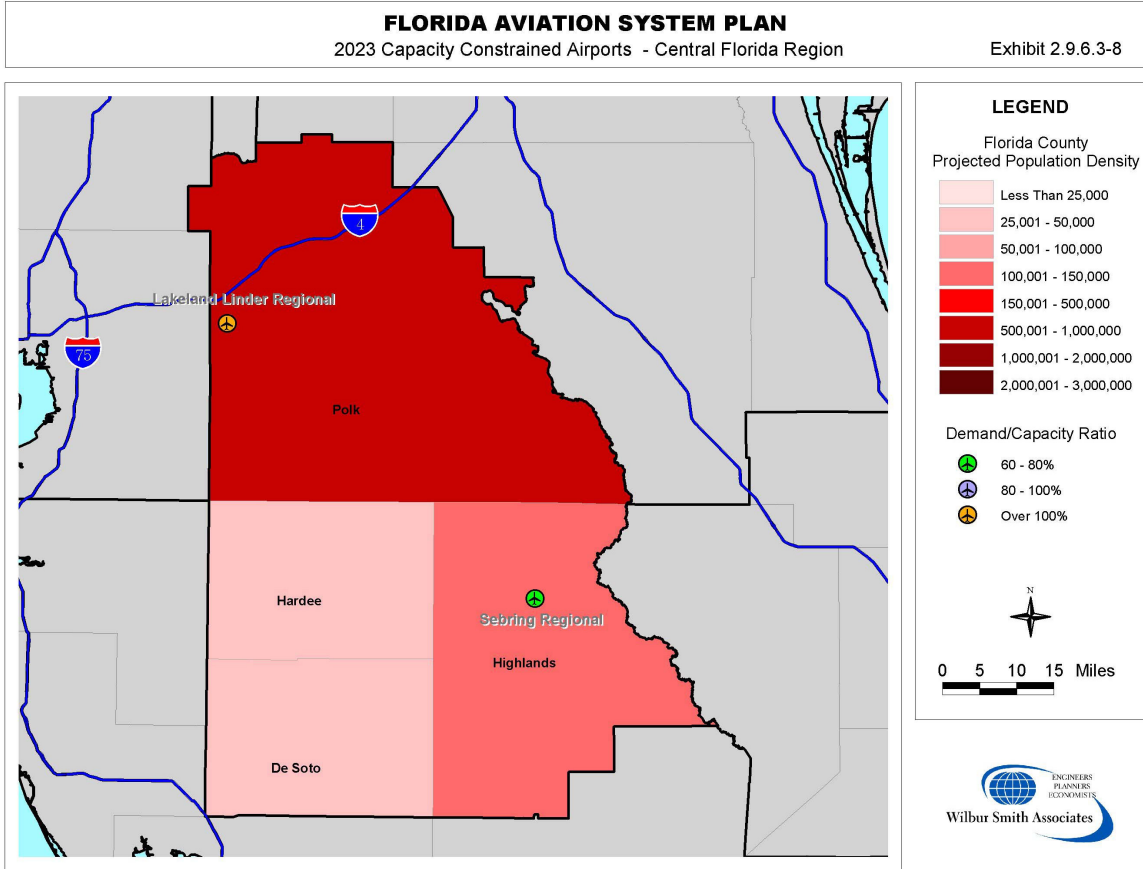 FLORIDA AVIATION SYSTEM PLAN
2023 Capacity Constrained Airports - Central Florida Region
Exhibit 2.9.6.3-8
4
Lakeland Linder Regional
75
Polk
Hardee
Sebring Regional
Highlands
De Soto
LEGEND
Florida County
Projected Population Density
Less Than 25,000
25,001 - 50,000
50,001 - 100,000
100,001 - 150,000
150,001 - 500,000
500,001 - 1,000,000
1,000,001 - 2,000,000
2,000,001 - 3,000,000
Demand/Capacity Ratio
60 - 80%
80 - 100%
Over 100%
N
0 5 10 15 Miles
ENGINEERS
PLANNERS
ECONOMISTS
Wilbur Smith Associates